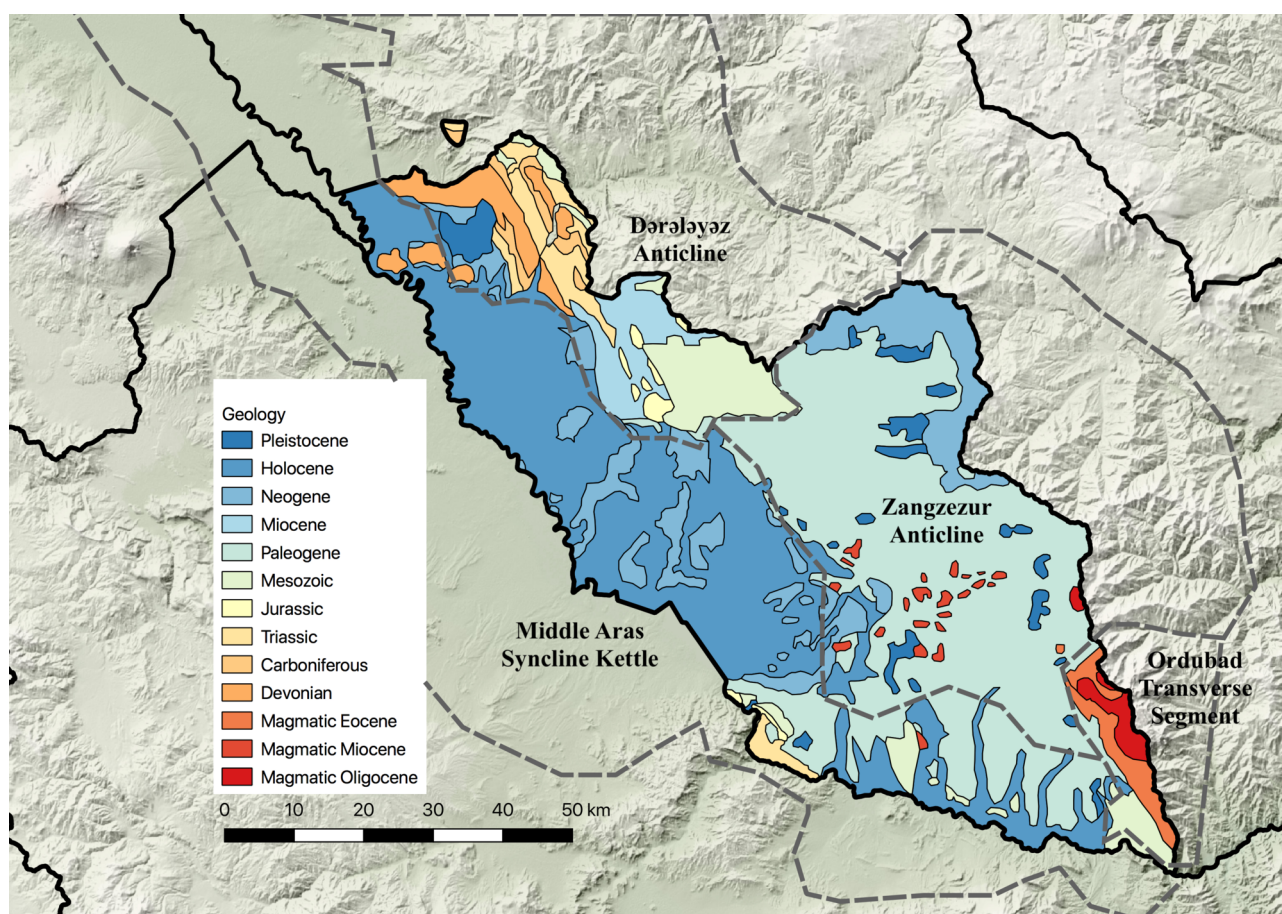 Dərələyəz
Anticline
Zangzezur
Anticline
Middle Aras
Syncline Kettle
Ordubad
Transverse
Segment
Geology
Pleistocene
Holocene
Neogene
Miocene
Paleogene
Mesozoic
Jurassic
Triassic
Carboniferous
Devonian
Magmatic Eocene
Magmatic Miocene
Magmatic Oligocene
0 10 20 30 40 50 km